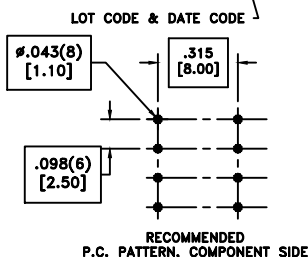 LOT CODE & DATE CODE
ø.043(8)
[1.10]
.315
[8.00]
.098(6)
[2.50]
RECOMMENDED
P.C. PATTERN, COMPONENT SIDE